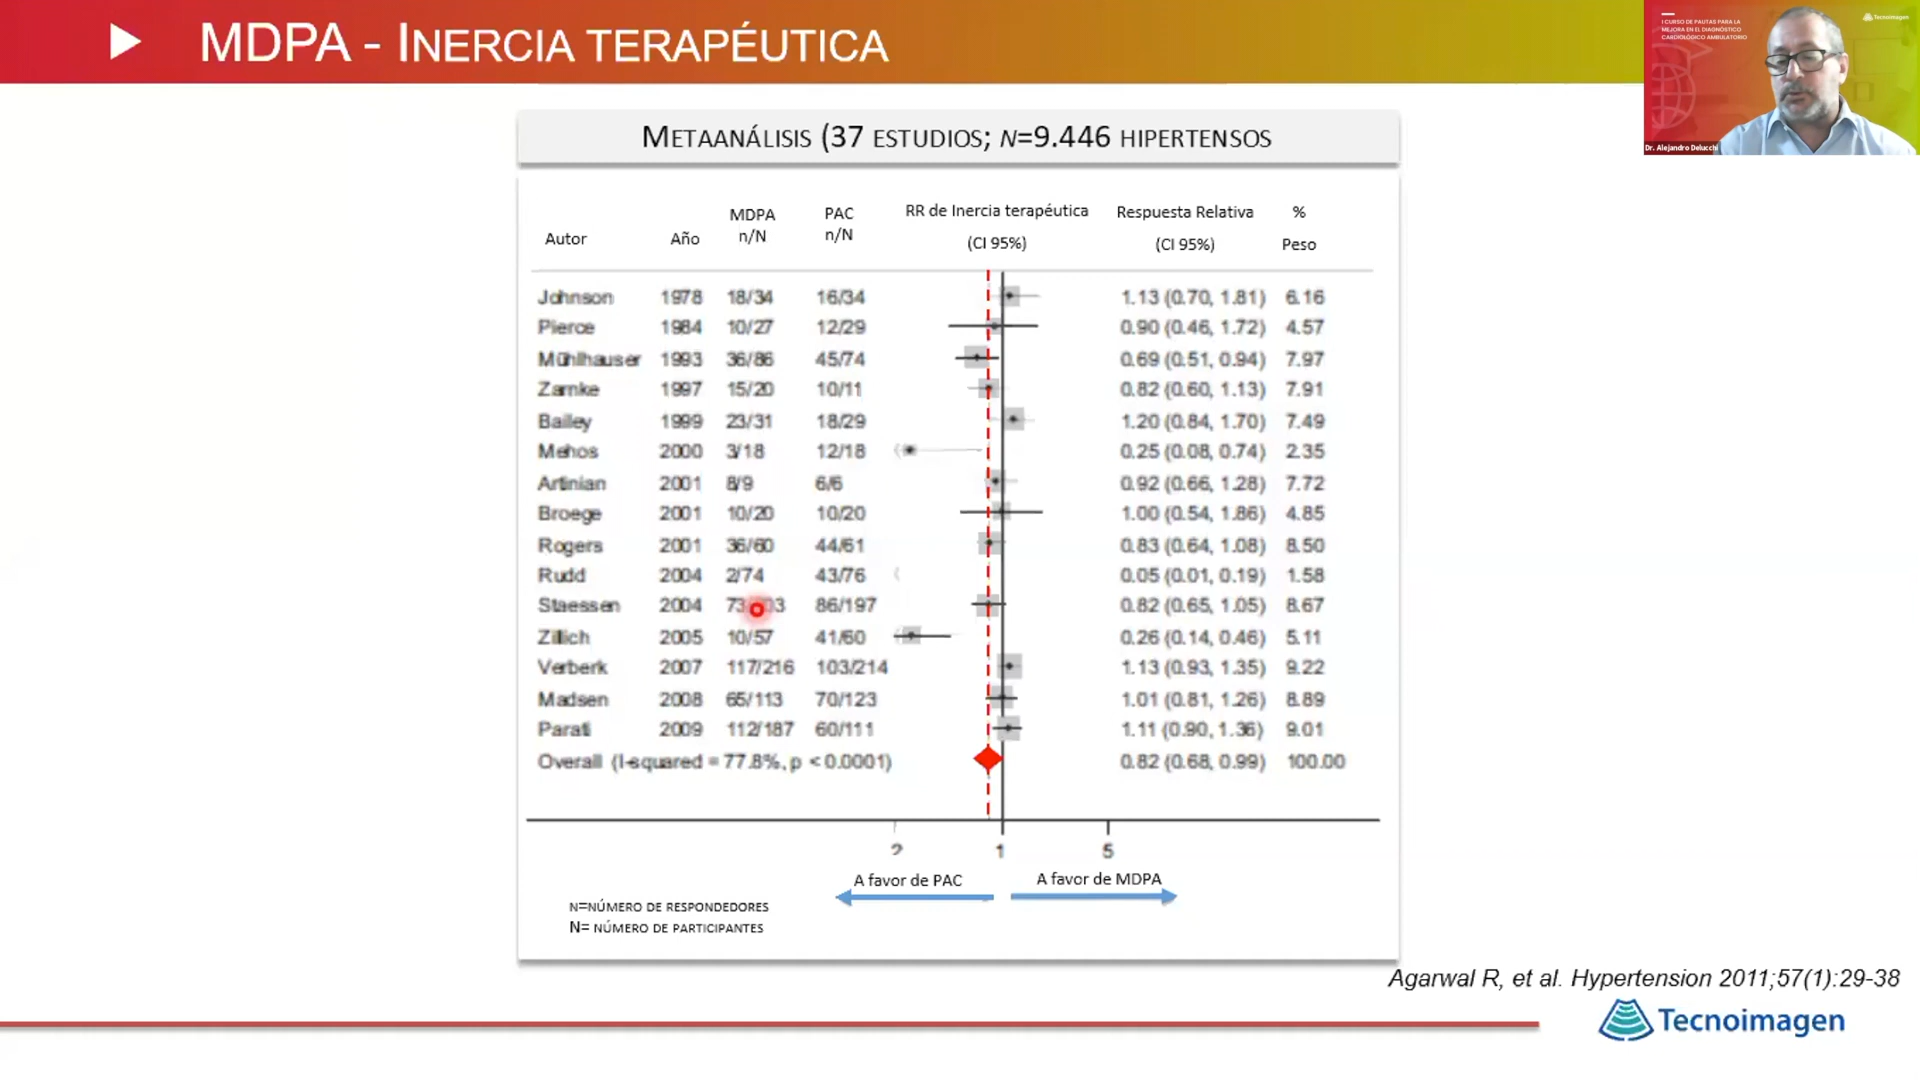 MDPA - INERCIA TERAPÉUTICA
I CURSO DE PAUTAS PARA LA
MEJORA EN EL DIAGNÓSTICO
CARDIOLÓGICO AMBULATORIO
Tecnoimagen
Dr. Alejandro Delucchi
METAANÁLISIS (37 ESTUDIOS; N=9.446 HIPERTENSOS
Autor Año MDPA n/N PAC n/N RR de Inercia terapéutica (CI 95%) Respuesta Relativa (CI 95%) % Peso
Johnson 1978 18/34 16/34 1.13 (0.70, 1.81) 6.16
Pierce 1984 10/27 12/29 0.90 (0.46, 1.72) 4.57
Mühlhauser 1993 36/86 45/74 0.69 (0.51, 0.94) 7.97
Zarnke 1997 15/20 10/11 0.82 (0.60, 1.13) 7.91
Bailey 1999 23/31 18/29 1.20 (0.84, 1.70) 7.49
Mehos 2000 3/18 12/18 0.25 (0.08, 0.74) 2.35
Artinian 2001 8/9 6/6 0.92 (0.66, 1.28) 7.72
Broege 2001 10/20 10/20 1.00 (0.54, 1.86) 4.85
Rogers 2001 36/60 44/61 0.83 (0.64, 1.08) 8.50
Rudd 2004 2/74 43/76 0.05 (0.01, 0.19) 1.58
Staessen 2004 86/197 0.82 (0.65, 1.05) 8.67
Zillich 2005 10/57 41/60 0.26 (0.14, 0.46) 5.11
Verberk 2007 117/216 103/214 1.13 (0.93, 1.35) 9.22
Madsen 2008 65/113 70/123 1.01 (0.81, 1.26) 8.89
Parati 2009 112/187 60/111 1.11 (0.90, 1.36) 9.01
Overall (I-squared = 77.8%, p < 0.0001) 0.82 (0.68, 0.99) 100.00
2 1 5
A favor de PAC A favor de MDPA
N=NÚMERO DE RESPONDEDORES
N= NÚMERO DE PARTICIPANTES
Agarwal R, et al. Hypertension 2011;57(1):29-38
Tecnoimagen